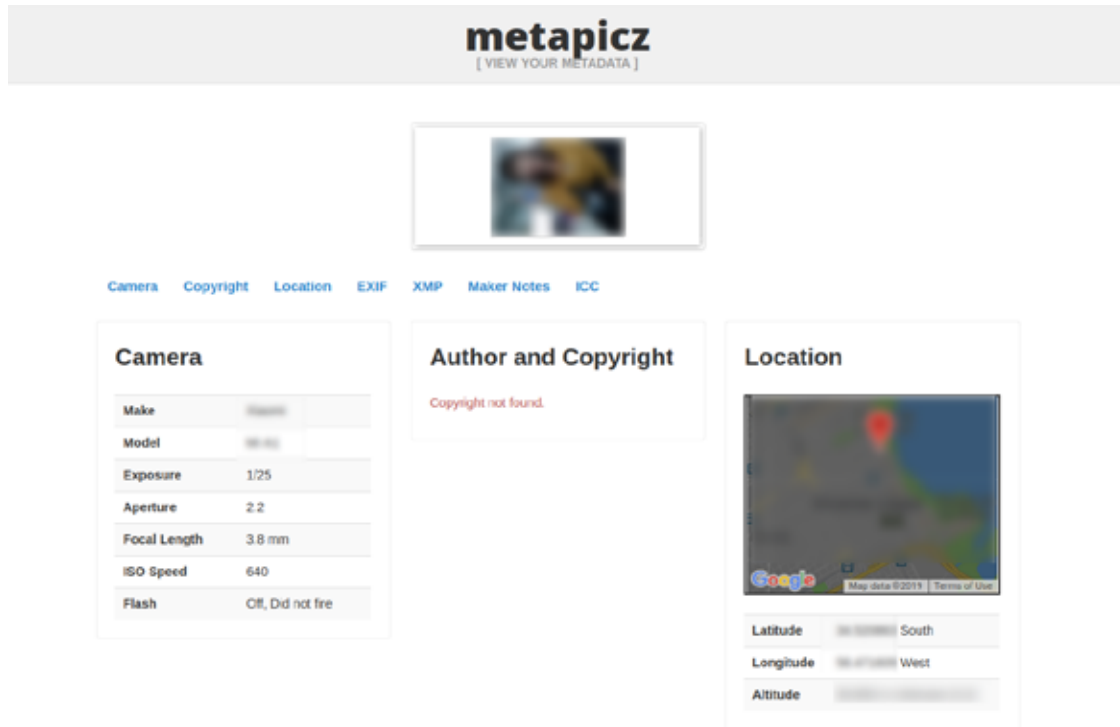 metapicz
[ VIEW YOUR METADATA ]
Camera Copyright Location EXIF XMP Maker Notes ICC
Camera
Make
Model
Exposure 1/25
Aperture 2.2
Focal Length 3.8 mm
ISO Speed 640
Flash Off, Did not fire
Author and Copyright
Copyright not found.
Location
Google
Map data ©2019 Terms of Use
Latitude South
Longitude West
Altitude